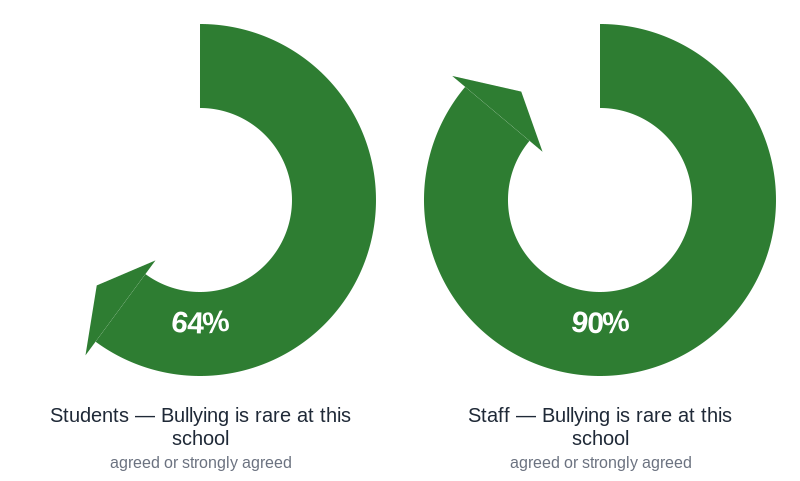 64%
90%
Students — Bullying is rare at this
school
agreed or strongly agreed
Staff — Bullying is rare at this
school
agreed or strongly agreed